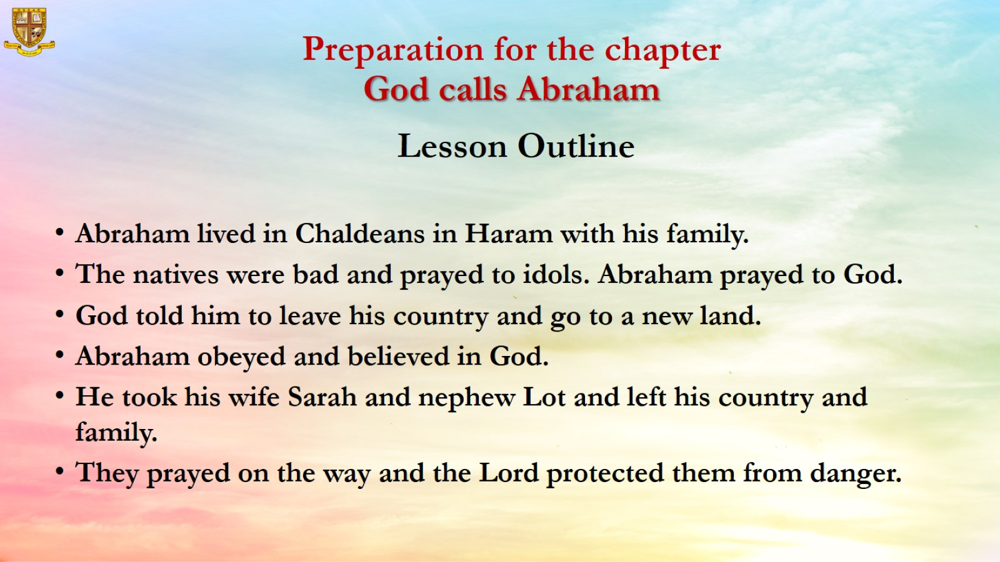 Preparation for the chapter
God calls Abraham
Lesson Outline
• Abraham lived in Chaldeans in Haram with his family.
• The natives were bad and prayed to idols. Abraham prayed to God.
• God told him to leave his country and go to a new land.
• Abraham obeyed and believed in God.
• He took his wife Sarah and nephew Lot and left his country and
family.
• They prayed on the way and the Lord protected them from danger.